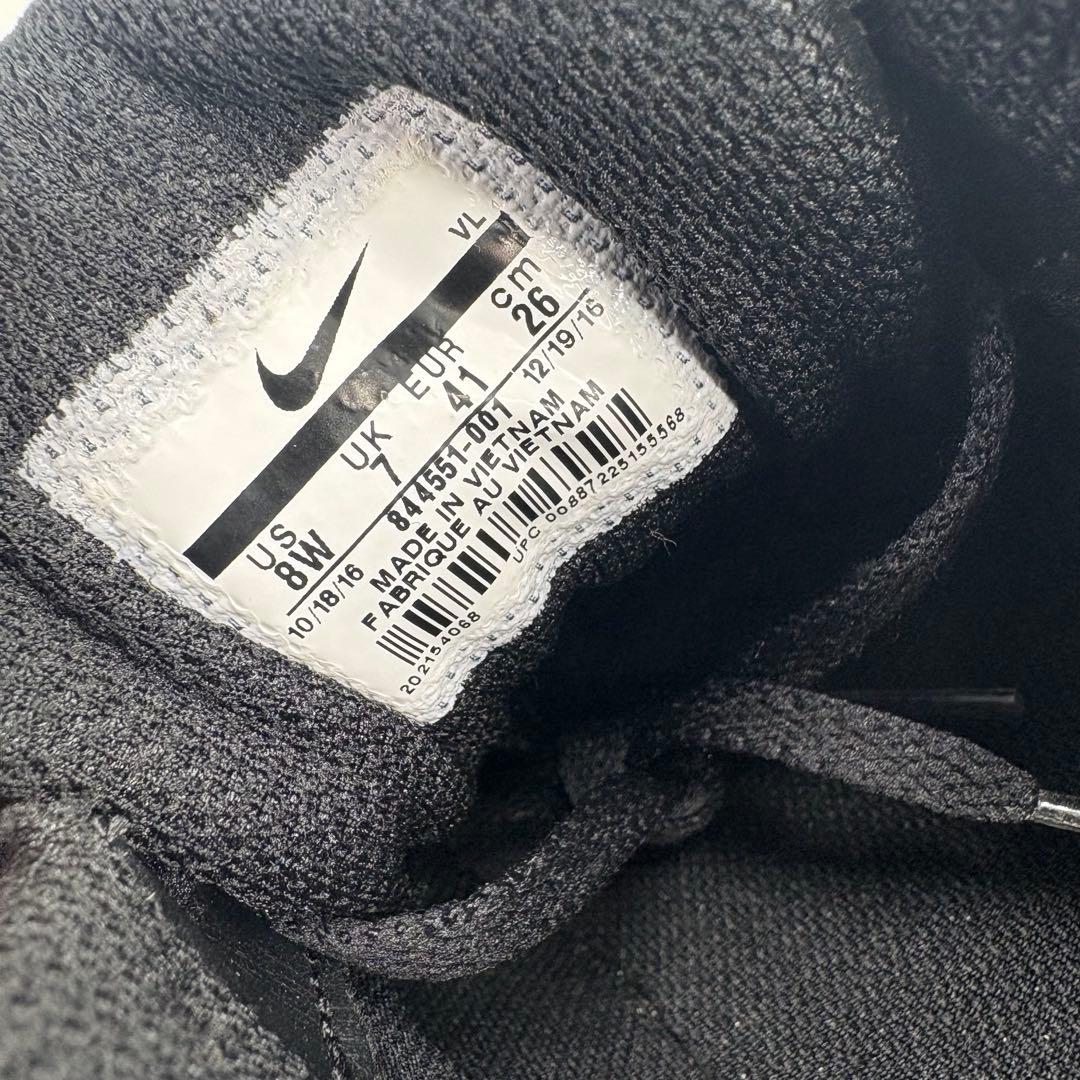 VL
US UK EUR cm
8W 7 41 26
10/18/16 844551-001 12/19/16
MADE IN VIETNAM
FABRIQUE AU VIETNAM
202154068 UPC 00887225155568